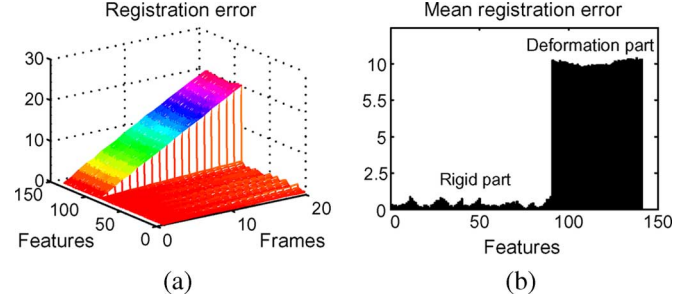 Registration error
30
20
10
0
150
100
50
0
0
10
20
Features
Frames
(a)
Mean registration error
Deformation part
Rigid part
10
5.5
5
2.5
0
0
50
100
150
Features
(b)